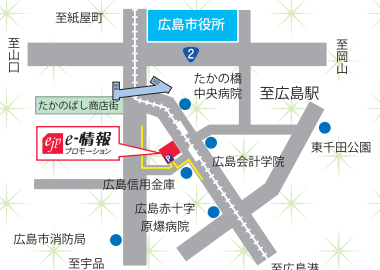 至紙屋町
広島市役所
至山口
2
至岡山
たかの橋
中央病院
至広島駅
たかのばし商店街
ejp e-情報
プロモーション
P
東千田公園
広島会計学院
広島信用金庫
広島赤十字
原爆病院
広島市消防局
至宇品
至広島港